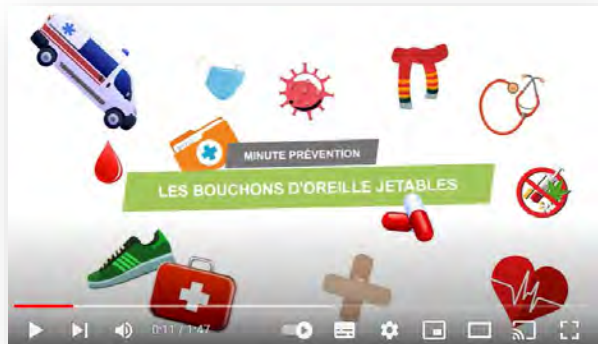 MINUTE PRÉVENTION
LES BOUCHONS D'OREILLE JETABLES
0:11 / 1:47